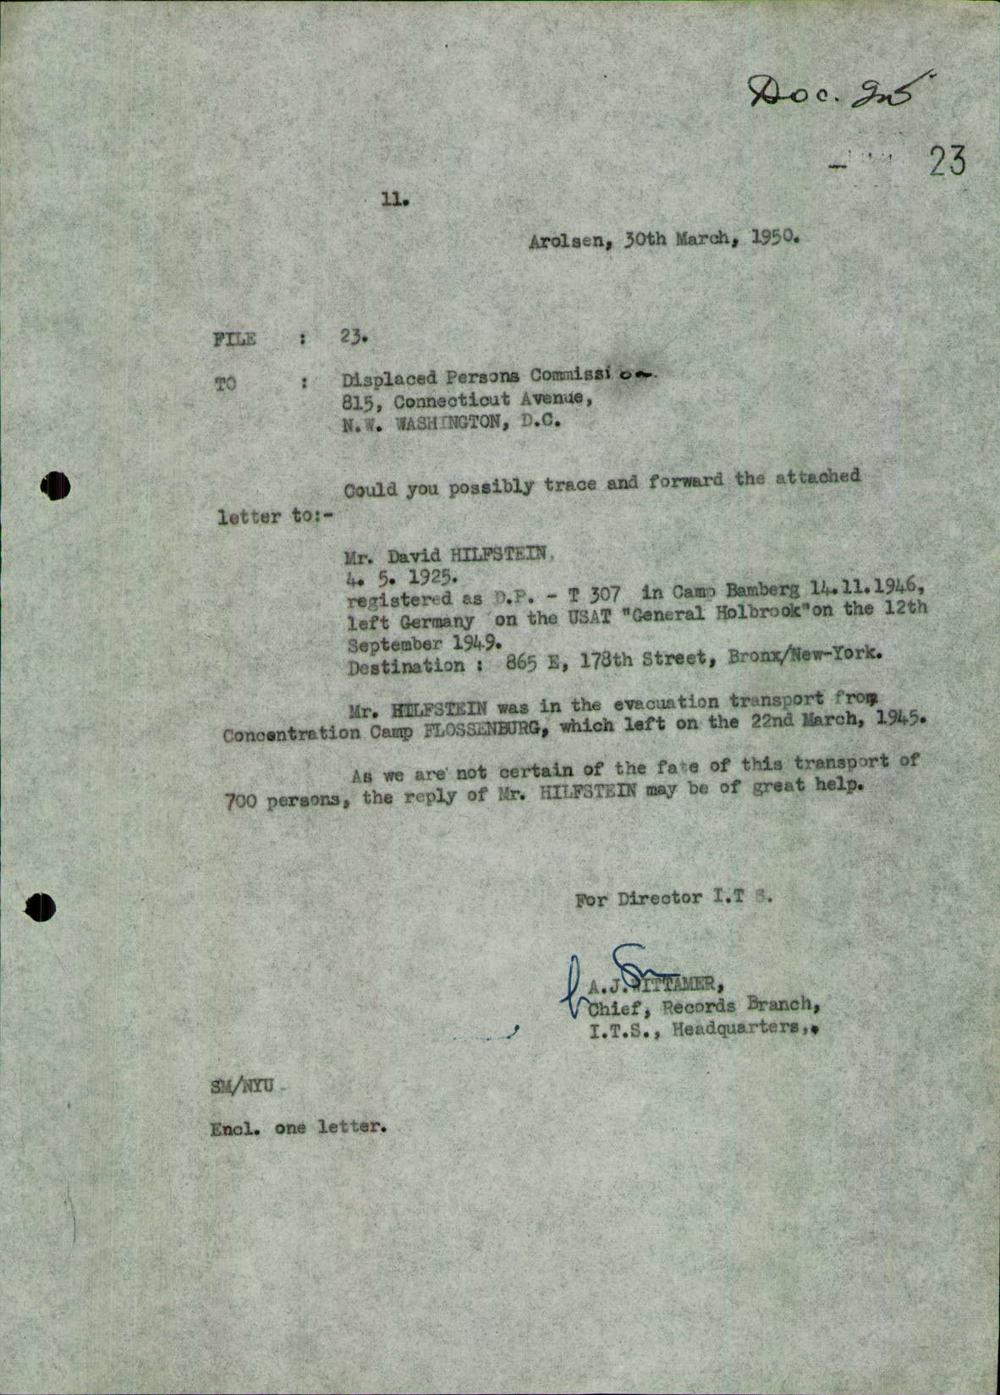 Doc.
23
11.
Arolsen, 30th March, 1950.
FILE : 23.
TO : Displaced Persons Commission.
815, Connecticut Avenue,
N.W. WASHINGTON, D.C.
Could you possibly trace and forward the attached
letter to:-
Mr. David HILFSTEIN,
4. 5. 1925.
registered as D.P. - T 307 in Camp Bamberg 14.11.1946,
left Germany on the USAT "General Holbrook"on the 12th
September 1949.
Destination : 865 E, 178th Street, Bronx/New-York.
Mr. HILFSTEIN was in the evacuation transport from
Concentration Camp FLOSSENBURG, which left on the 22nd March, 1945.
As we are not certain of the fate of this transport of
700 persons, the reply of Mr. HILFSTEIN may be of great help.
For Director I.T S.
A.J.WITTAMER,
Chief, Records Branch,
I.T.S., Headquarters,.
SM/NYU
Encl. one letter.